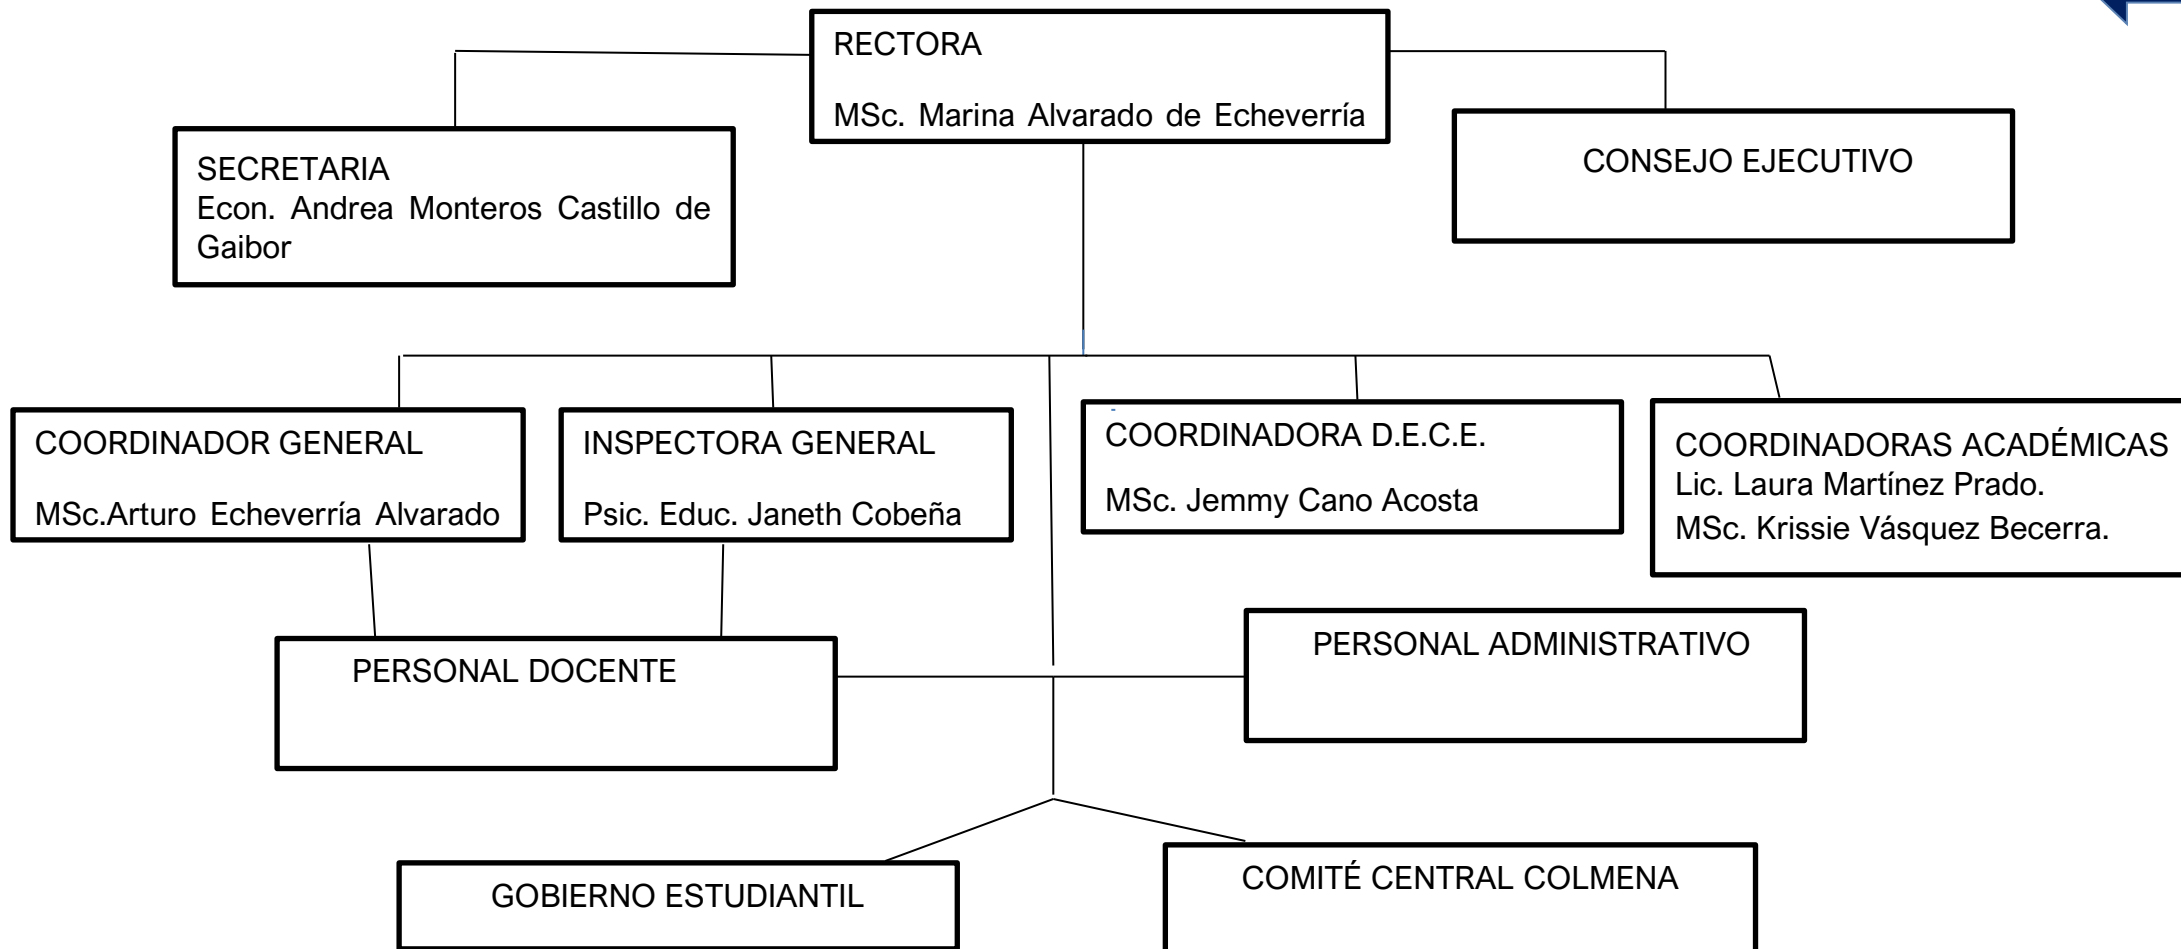 RECTORA
MSc. Marina Alvarado de Echeverría
SECRETARIA
Econ. Andrea Monteros Castillo de
Gaibor
CONSEJO EJECUTIVO
COORDINADOR GENERAL
MSc.Arturo Echeverría Alvarado
INSPECTORA GENERAL
Psic. Educ. Janeth Cobeña
COORDINADORA D.E.C.E.
MSc. Jemmy Cano Acosta
COORDINADORAS ACADÉMICAS
Lic. Laura Martínez Prado.
MSc. Krissie Vásquez Becerra.
PERSONAL DOCENTE
PERSONAL ADMINISTRATIVO
GOBIERNO ESTUDIANTIL
COMITÉ CENTRAL COLMENA